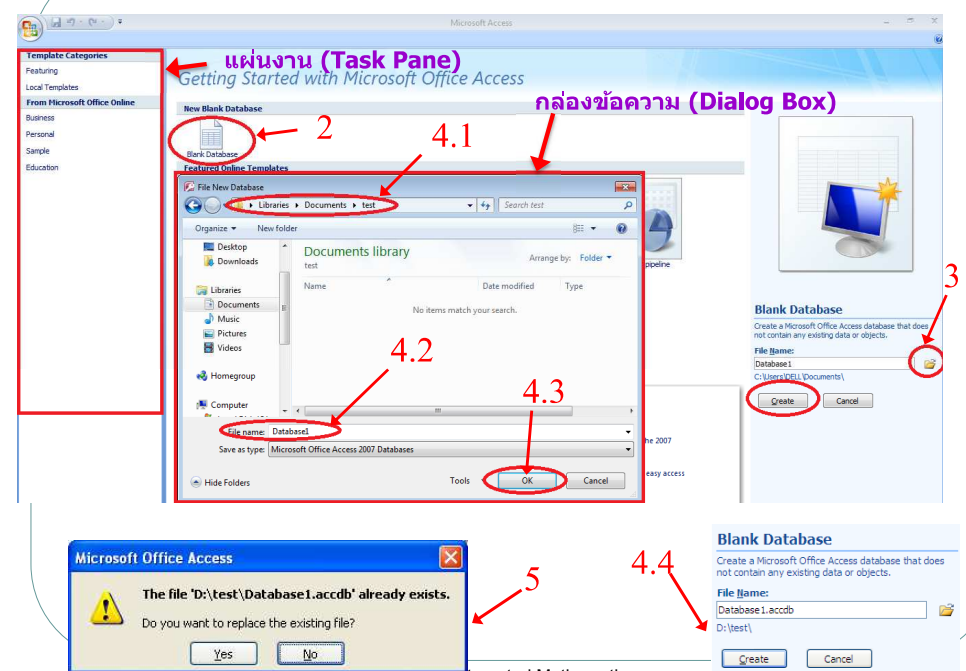 Microsoft Access
แผ่นงาน (Task Pane)
Template Categories
Featuring
Local Templates
From Microsoft Office Online
Business
Personal
Sample
Education
Getting Started with Microsoft Office Access
กล่องข้อความ (Dialog Box)
New Blank Database
2
4.1
Blank Database
Featured Online Templates
File New Database
Libraries
Documents
test
Search test
Organize
New folder
Desktop
Downloads
Libraries
Documents
Music
Pictures
Videos
Homegroup
Computer
Documents library
test
Arrange by: Folder
Name
Date modified
Type
No items match your search.
4.2
4.3
File name: Database1
Save as type: Microsoft Office Access 2007 Databases
Hide Folders
Tools
OK
Cancel
pipeline
he 2007
easy access
3
Blank Database
Create a Microsoft Office Access database that does
not contain any existing data or objects.
File Name:
Database1
C:\Users\DELL\Documents\
Create
Cancel
Microsoft Office Access
The file 'D:\test\Database1.accdb' already exists.
Do you want to replace the existing file?
Yes
No
5
4.4
Blank Database
Create a Microsoft Office Access database that does
not contain any existing data or objects.
File Name:
Database1.accdb
D:\test\
Create
Cancel